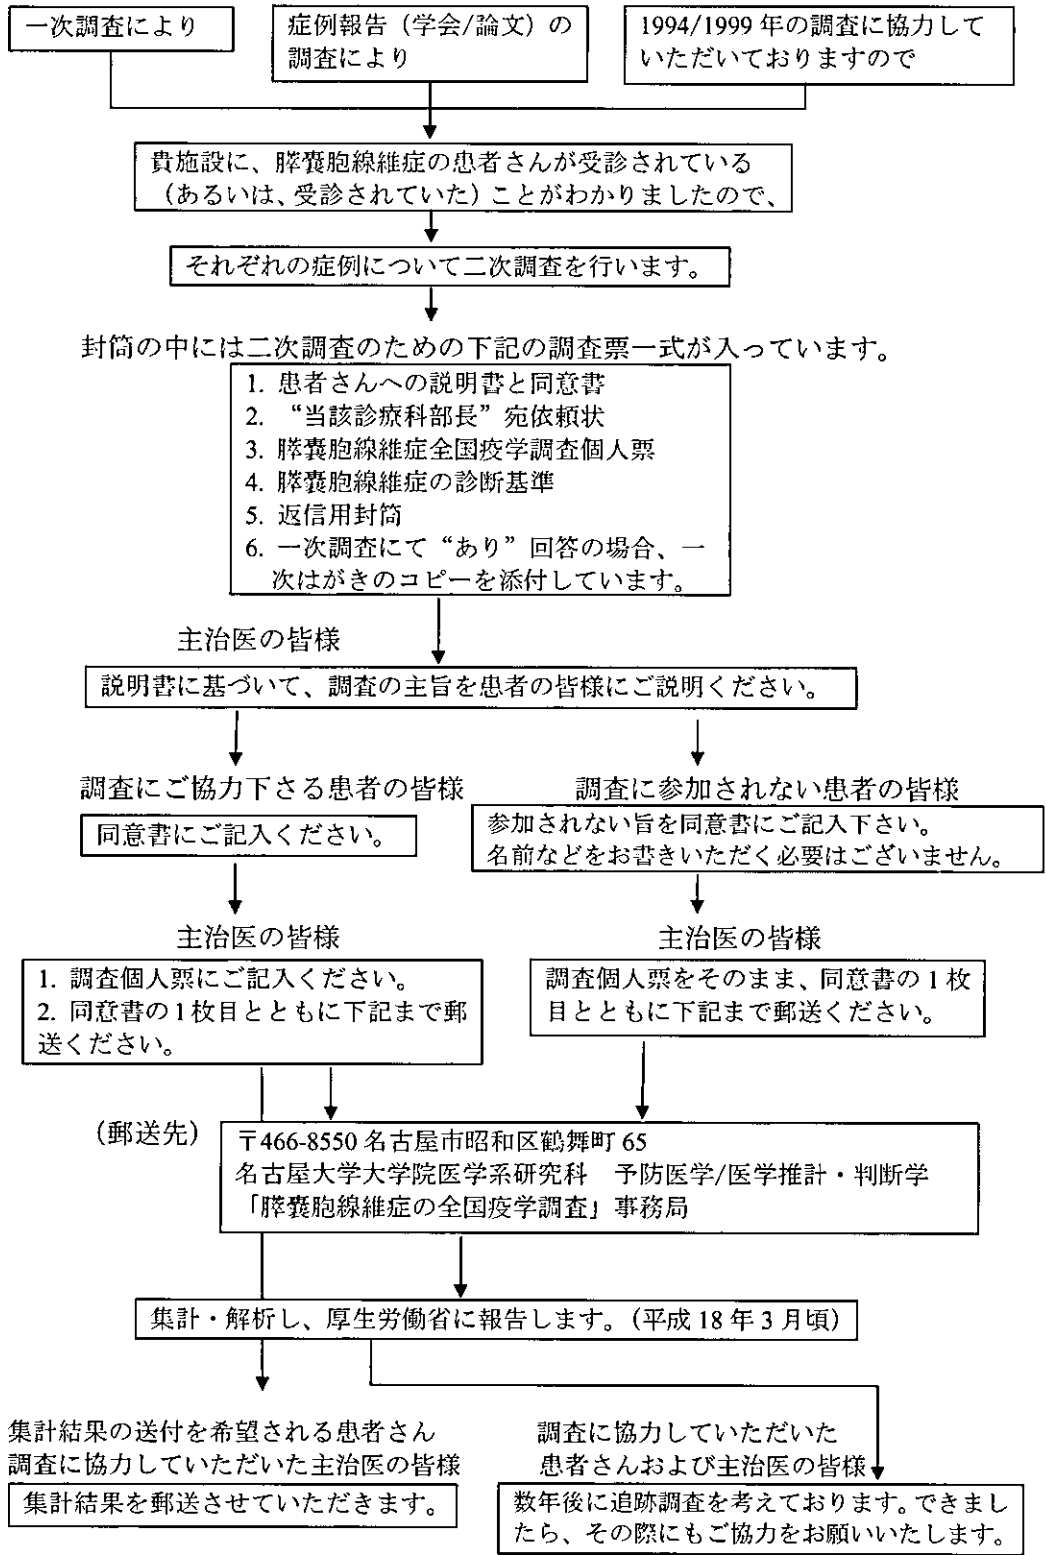 一次調査により
症例報告（学会/論文）の
調査により
1994/1999 年の調査に協力して
いただいておりますので
貴施設に、膵嚢胞線維症の患者さんが受診されている
（あるいは、受診されていた）ことがわかりましたので、
それぞれの症例について二次調査を行います。
封筒の中には二次調査のための下記の調査票一式が入っています。
1. 患者さんへの説明書と同意書
2. “当該診療科部長”宛依頼状
3. 膵嚢胞線維症全国疫学調査個人票
4. 膵嚢胞線維症の診断基準
5. 返信用封筒
6. 一次調査にて“あり”回答の場合、一
次はがきのコピーを添付しています。
主治医の皆様
説明書に基づいて、調査の主旨を患者の皆様にご説明ください。
調査にご協力下さる患者の皆様
同意書にご記入ください。
調査に参加されない患者の皆様
参加されない旨を同意書にご記入下さい。
名前などをお書きいただく必要はございません。
主治医の皆様
1. 調査個人票にご記入ください。
2. 同意書の1枚目とともに下記まで郵
送ください。
主治医の皆様
調査個人票をそのまま、同意書の1枚
目とともに下記まで郵送ください。
（郵送先）
〒466-8550 名古屋市昭和区鶴舞町 65
名古屋大学大学院医学系研究科　予防医学/医学推計・判断学
「膵嚢胞線維症の全国疫学調査」事務局
集計・解析し、厚生労働省に報告します。（平成 18 年 3 月頃）
集計結果の送付を希望される患者さん
調査に協力していただいた主治医の皆様
集計結果を郵送させていただきます。
調査に協力していただいた
患者さんおよび主治医の皆様
数年後に追跡調査を考えております。できまし
たら、その際にもご協力をお願いいたします。